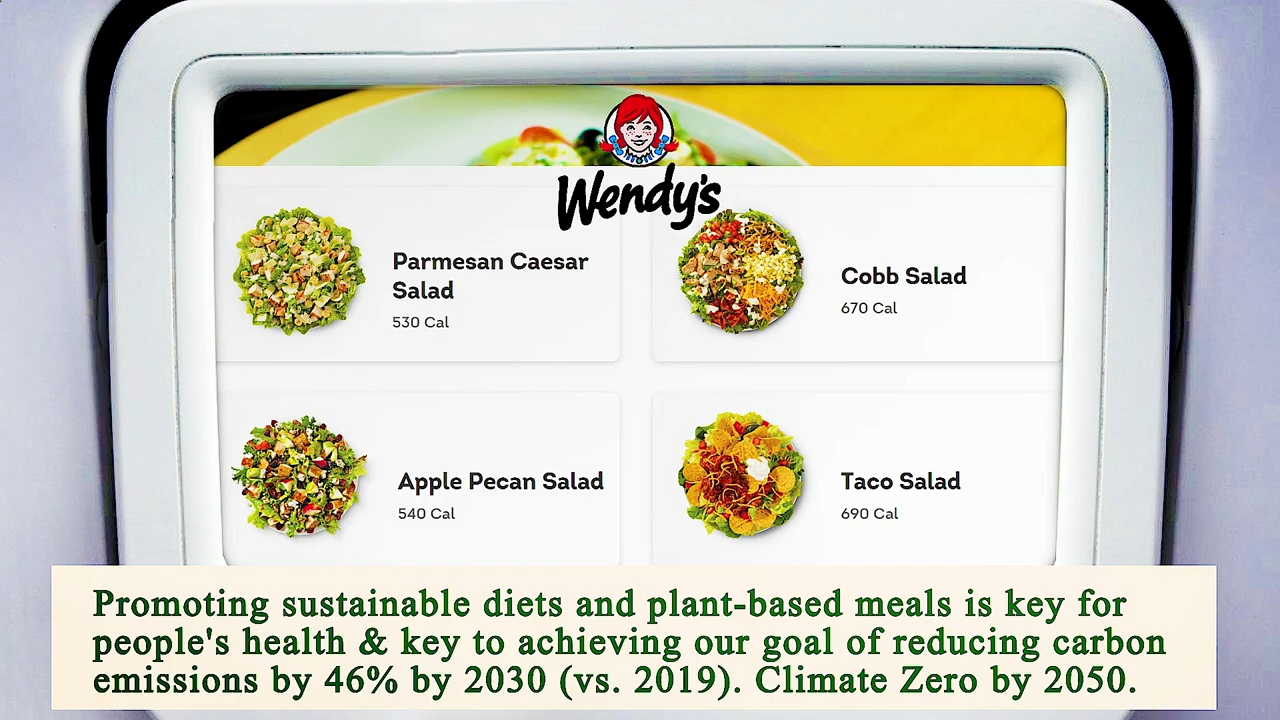 Wendy's
Parmesan Caesar
Salad
530 Cal
Cobb Salad
670 Cal
Apple Pecan Salad
540 Cal
Taco Salad
690 Cal
Promoting sustainable diets and plant-based meals is key for
people's health & key to achieving our goal of reducing carbon
emissions by 46% by 2030 (vs. 2019). Climate Zero by 2050.